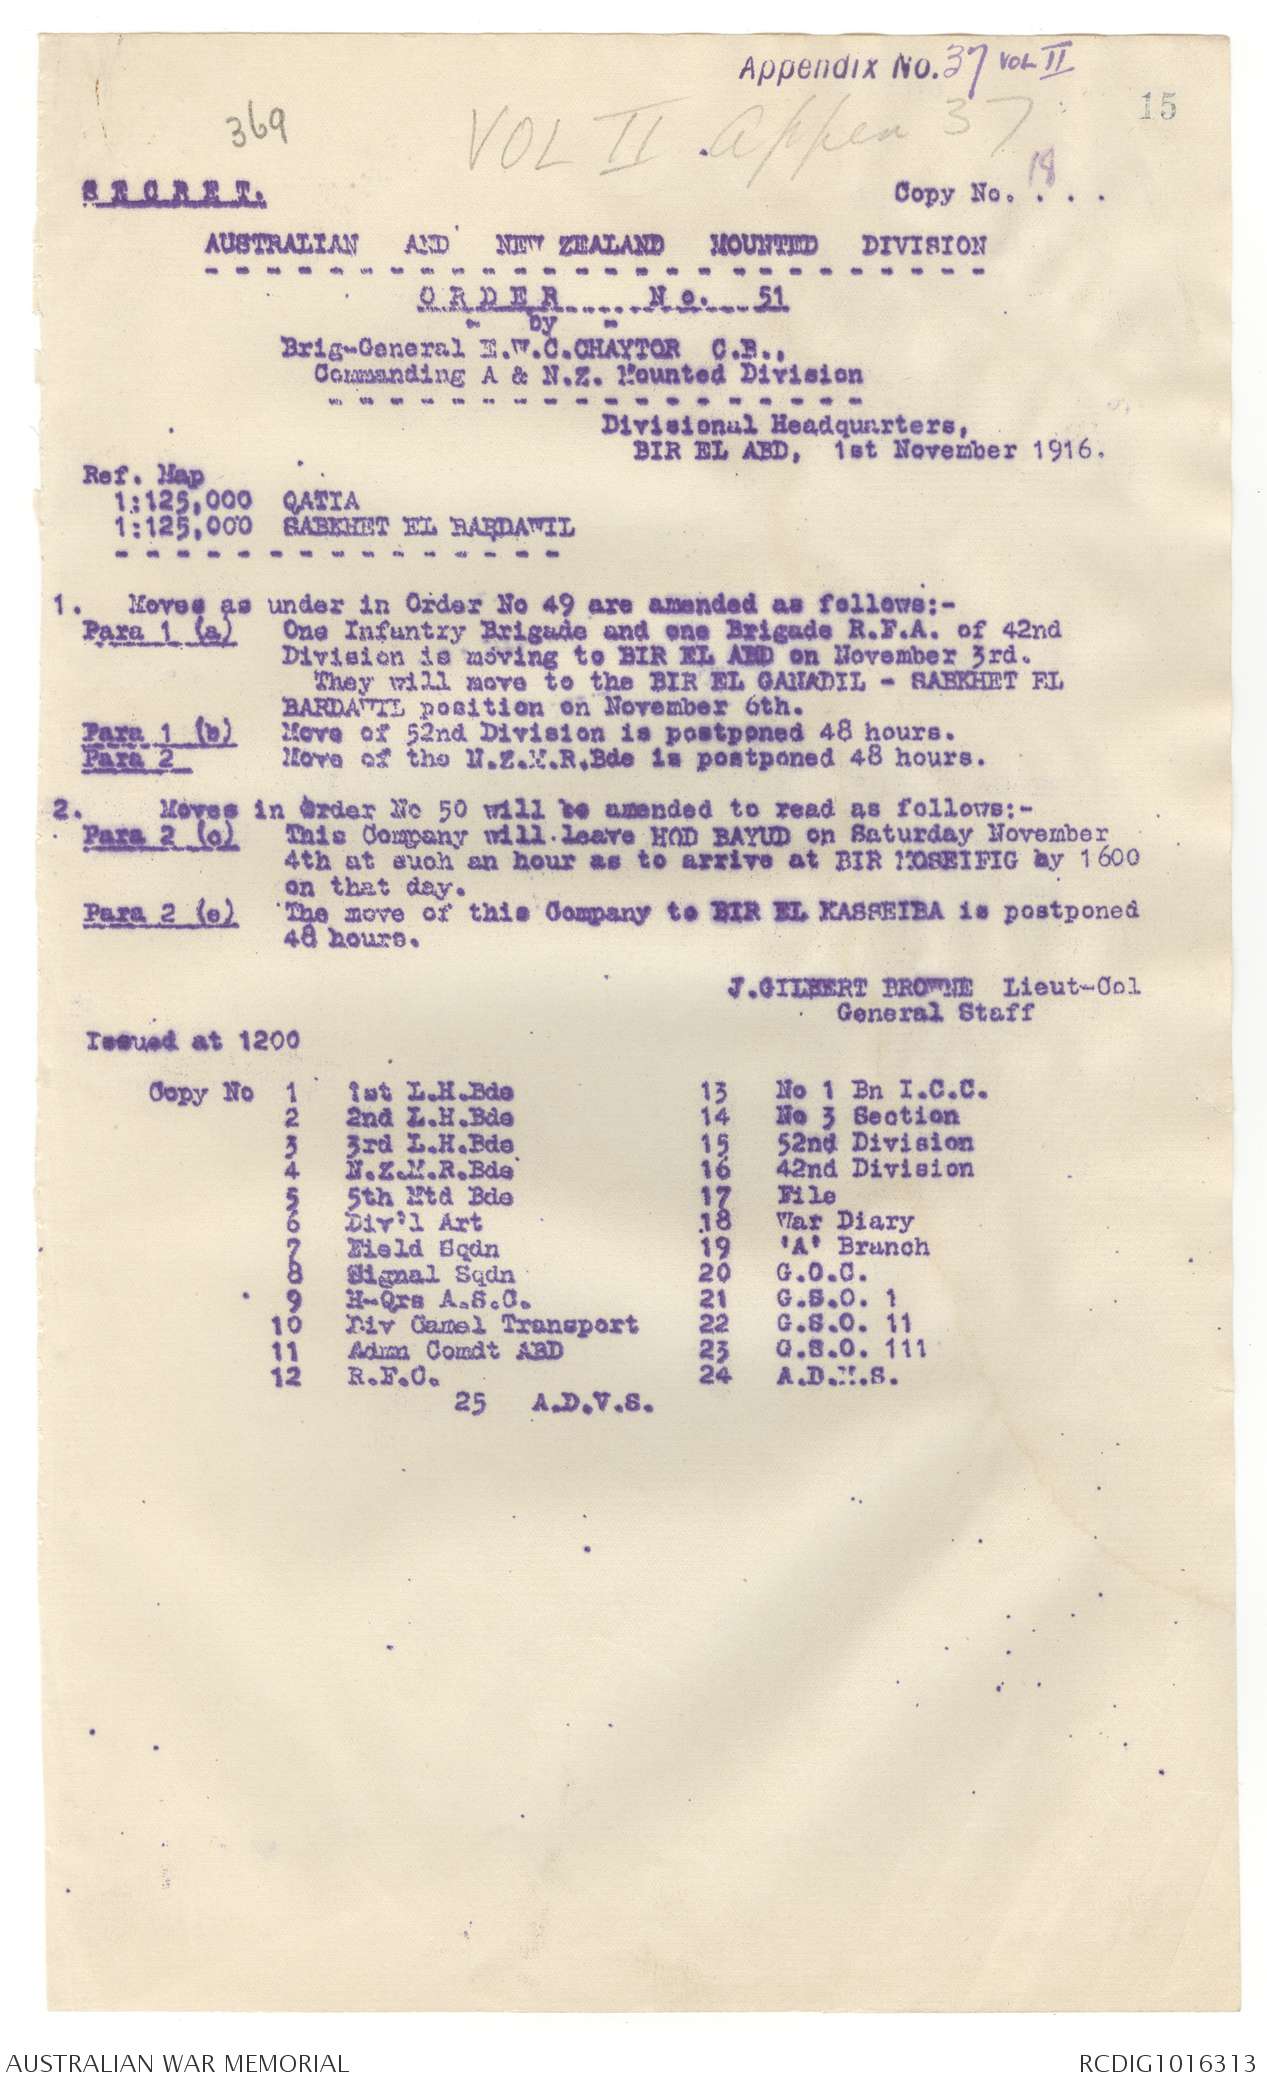 Appendix No. 37 VOL II
15
369
VOL II Appen 37
SECRET.
Copy No. 18 . . .
AUSTRALIAN AND NEW ZEALAND MOUNTED DIVISION
ORDER No. 51
- by -
Brig-General E.W.C.CHAYTOR C.B.,
Commanding A & N.Z. Mounted Division
Divisional Headquarters,
BIR EL ABD, 1st November 1916.
Ref. Map
1:125,000 QATIA
1:125,000 SABKHET EL BARDAWIL
1. Moves as under in Order No 49 are amended as follows:-
Para 1 (a) One Infantry Brigade and one Brigade R.F.A. of 42nd
Division is moving to BIR EL ABD on November 3rd.
They will move to the BIR EL GANADIL - SABKHET EL
BARDAWIL position on November 6th.
Para 1 (b) Move of 52nd Division is postponed 48 hours.
Para 2 Move of the N.Z.M.R.Bde is postponed 48 hours.
2. Moves in Order No 50 will be amended to read as follows:-
Para 2 (c) This Company will leave HOD BAYUD on Saturday November
4th at such an hour as to arrive at BIR MOSEIFIG by 1600
on that day.
Para 2 (e) The move of this Company to BIR EL KASSEIBA is postponed
48 hours.
J.GILBERT BROWNE Lieut-Col
General Staff
Issued at 1200
Copy No 1 1st L.H.Bde 13 No 1 Bn I.C.C.
2 2nd L.H.Bde 14 No 3 Section
3 3rd L.H.Bde 15 52nd Division
4 N.Z.M.R.Bde 16 42nd Division
5 5th Mtd Bde 17 File
6 Div'l Art 18 War Diary
7 Field Sqdn 19 'A' Branch
8 Signal Sqdn 20 G.O.C.
9 H-Qrs A.S.C. 21 G.S.O. 1
10 Div Camel Transport 22 G.S.O. 11
11 Admn Comdt ABD 23 G.S.O. 111
12 R.F.C. 24 A.D.M.S.
25 A.D.V.S.
AUSTRALIAN WAR MEMORIAL
RCDIG1016313